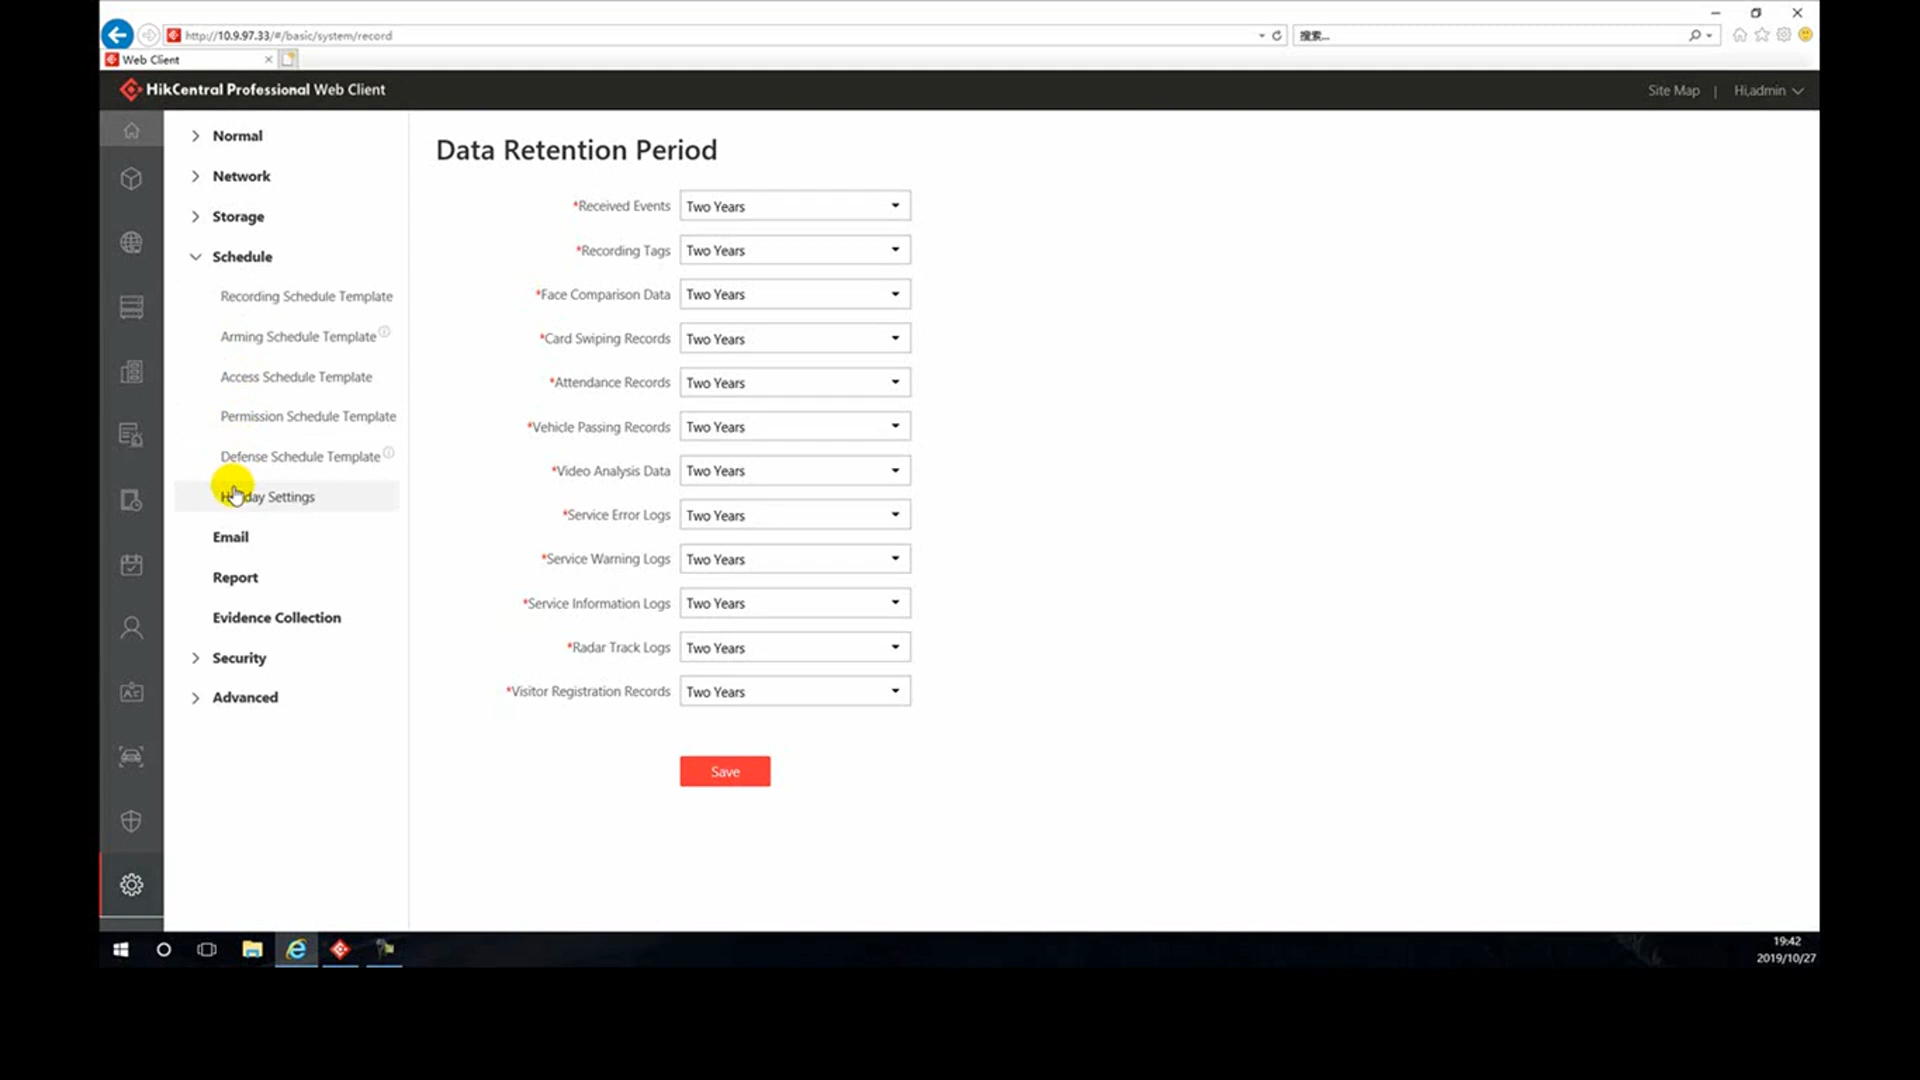 http://10.9.97.33/#/basic/system/record
搜索...
Web Client
HikCentral Professional Web Client
Site Map | Hi,admin
Normal
Network
Storage
Schedule
Recording Schedule Template
Arming Schedule Template
Access Schedule Template
Permission Schedule Template
Defense Schedule Template
Settings
Email
Report
Evidence Collection
Security
Advanced
Data Retention Period
*Received Events Two Years
*Recording Tags Two Years
*Face Comparison Data Two Years
*Card Swiping Records Two Years
*Attendance Records Two Years
*Vehicle Passing Records Two Years
*Video Analysis Data Two Years
*Service Error Logs Two Years
*Service Warning Logs Two Years
*Service Information Logs Two Years
*Radar Track Logs Two Years
*Visitor Registration Records Two Years
Save
19:42
2019/10/27